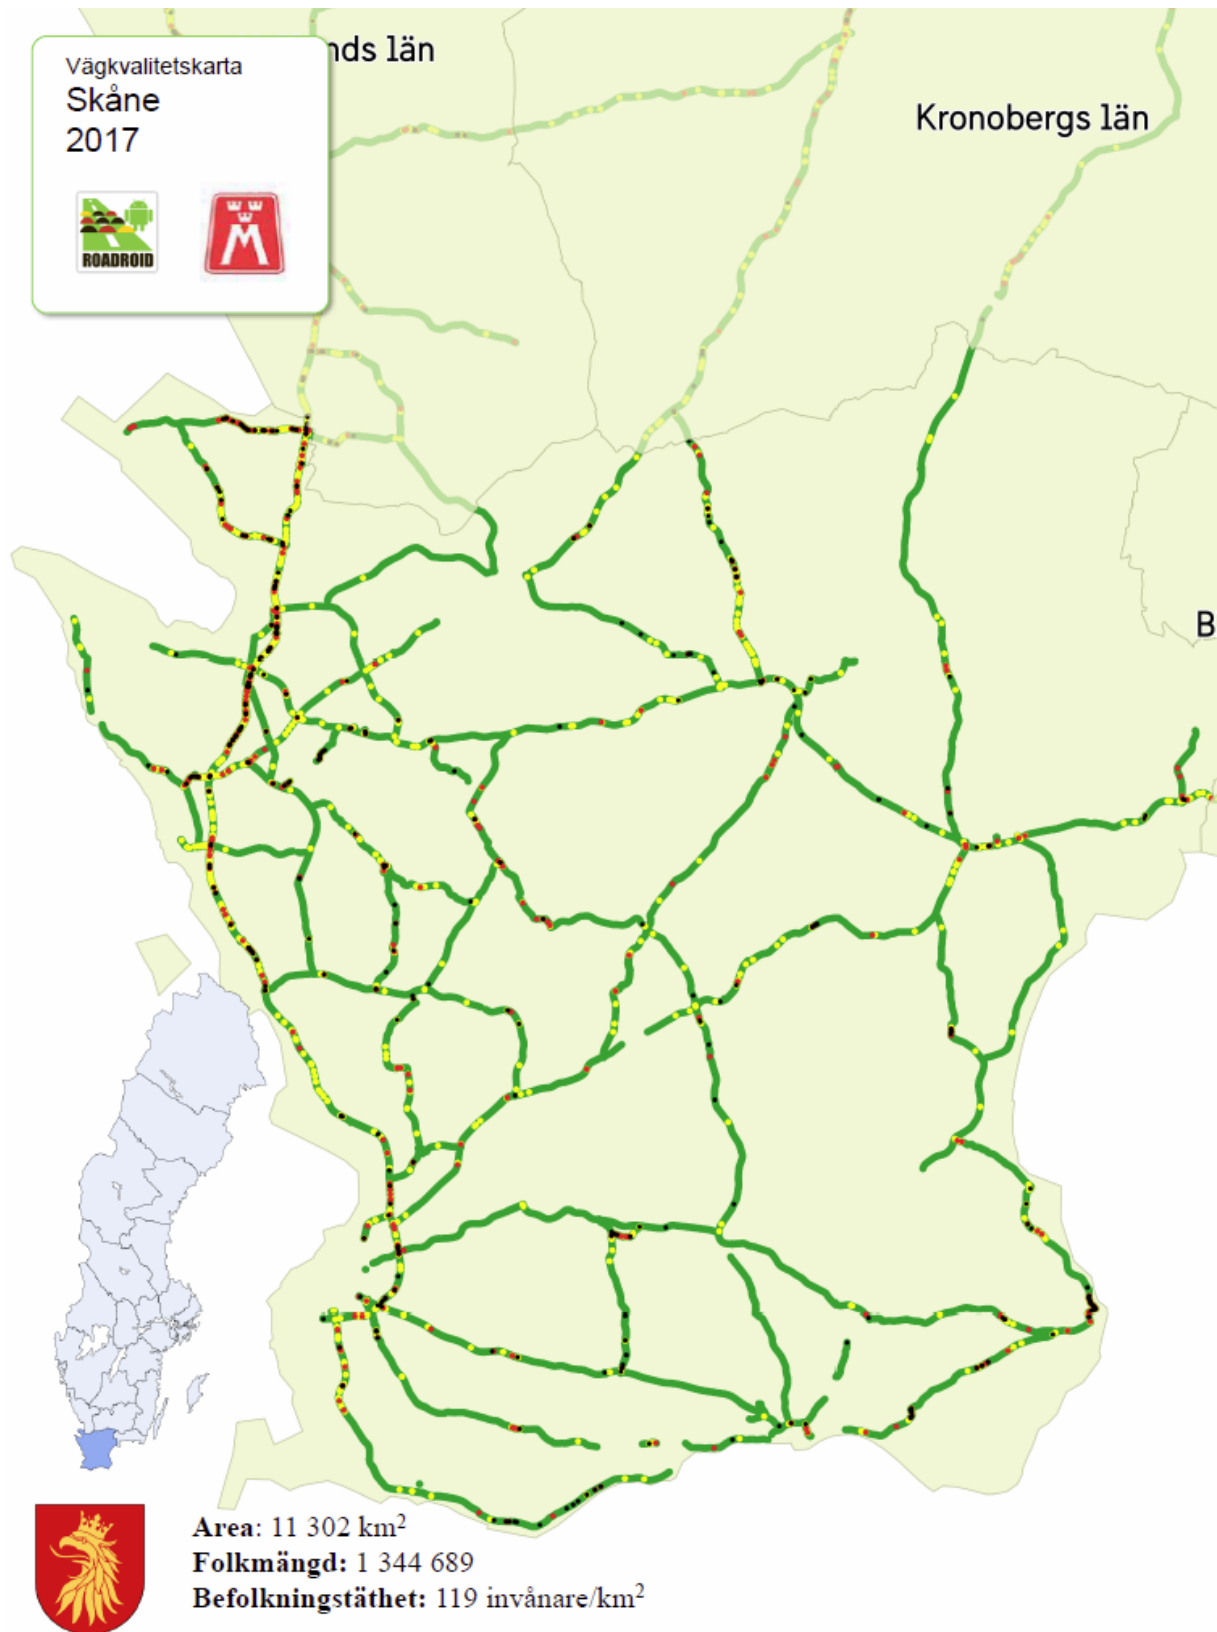 Vägkvalitetskarta
Skåne
2017
ROADROID
M
nds län
Kronobergs län
B
Area: 11 302 km²
Folkmängd: 1 344 689
Befolkningstäthet: 119 invånare/km²